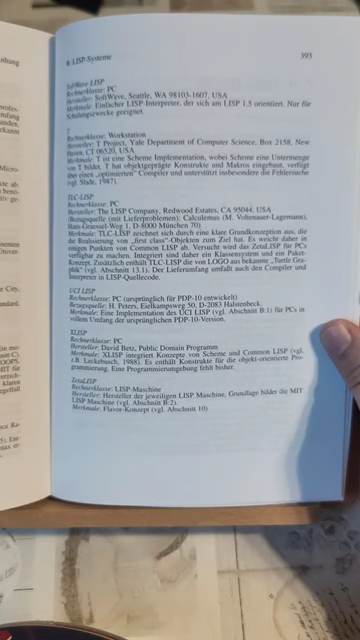 8. LISP-Systeme 393
SoftWave LISP
Rechnerklasse: PC
Hersteller: SoftWave, Seattle, WA 98103-1607, USA
Merkmale: Einfacher LISP-Interpreter, der sich am LISP 1.5 orientiert. Nur für
Schulungszwecke geeignet.
T
Rechnerklasse: Workstation
Hersteller: T Project, Yale Department of Computer Science, Box 2158, New
Haven, CT 06520, USA
Merkmale: T ist eine Scheme Implementation, wobei Scheme eine Untermenge
von T bildet. T hat objektgeprägte Konstrukte und Makros eingebaut, verfügt
über einen „optimierten" Compiler und unterstützt insbesondere die Fehlersuche
(vgl. Slade, 1987).
TLC-LISP
Rechnerklasse: PC
Hersteller: The LISP Company, Redwood Estates, CA 95044, USA
(Bezugsquelle (mit Lieferproblemen): Calculemus (M. Voltenauer-Lagemann),
Hans-Graessel-Weg 1, D-8000 München 70)
Merkmale: TLC-LISP zeichnet sich durch eine klare Grundkonzeption aus, die
die Realisierung von „first class"-Objekten zum Ziel hat. Es weicht daher in
einigen Punkten von Common LISP ab. Versucht wird das ZetaLISP für PCs
verfügbar zu machen. Integriert sind daher ein Klassensystem und ein Paket-
Konzept. Zusätzlich enthält TLC-LISP die von LOGO aus bekannte „Turtle Gra-
phik" (vgl. Abschnitt 13.1). Der Lieferumfang umfaßt auch den Compiler und
Interpreter in LISP-Quellcode.
UCI LISP
Rechnerklasse: PC (ursprünglich für PDP-10 entwickelt)
Bezugsquelle: H. Peters, Eselkampsweg 50, D-2083 Halstenbeck.
Merkmale: Eine Implementation des UCI LISP (vgl. Abschnitt B.1) für PCs in
vollem Umfang der ursprünglichen PDP-10-Version.
XLISP
Rechnerklasse: PC
Hersteller: David Betz, Public Domain Programm
Merkmale: XLISP integriert Konzepte von Scheme und Common LISP (vgl.
z.B. Leckebusch, 1988). Es enthält Konstrukte für die objekt-orientierte Pro-
grammierung. Eine Programmierumgebung fehlt bisher.
ZetaLISP
Rechnerklasse: LISP-Maschine
Hersteller: Hersteller der jeweiligen LISP Maschine, Grundlage bildes die MIT
LISP Maschine (vgl. Abschnitt B.2).
Merkmale: Flavor-Konzept (vgl. Abschnitt 10)